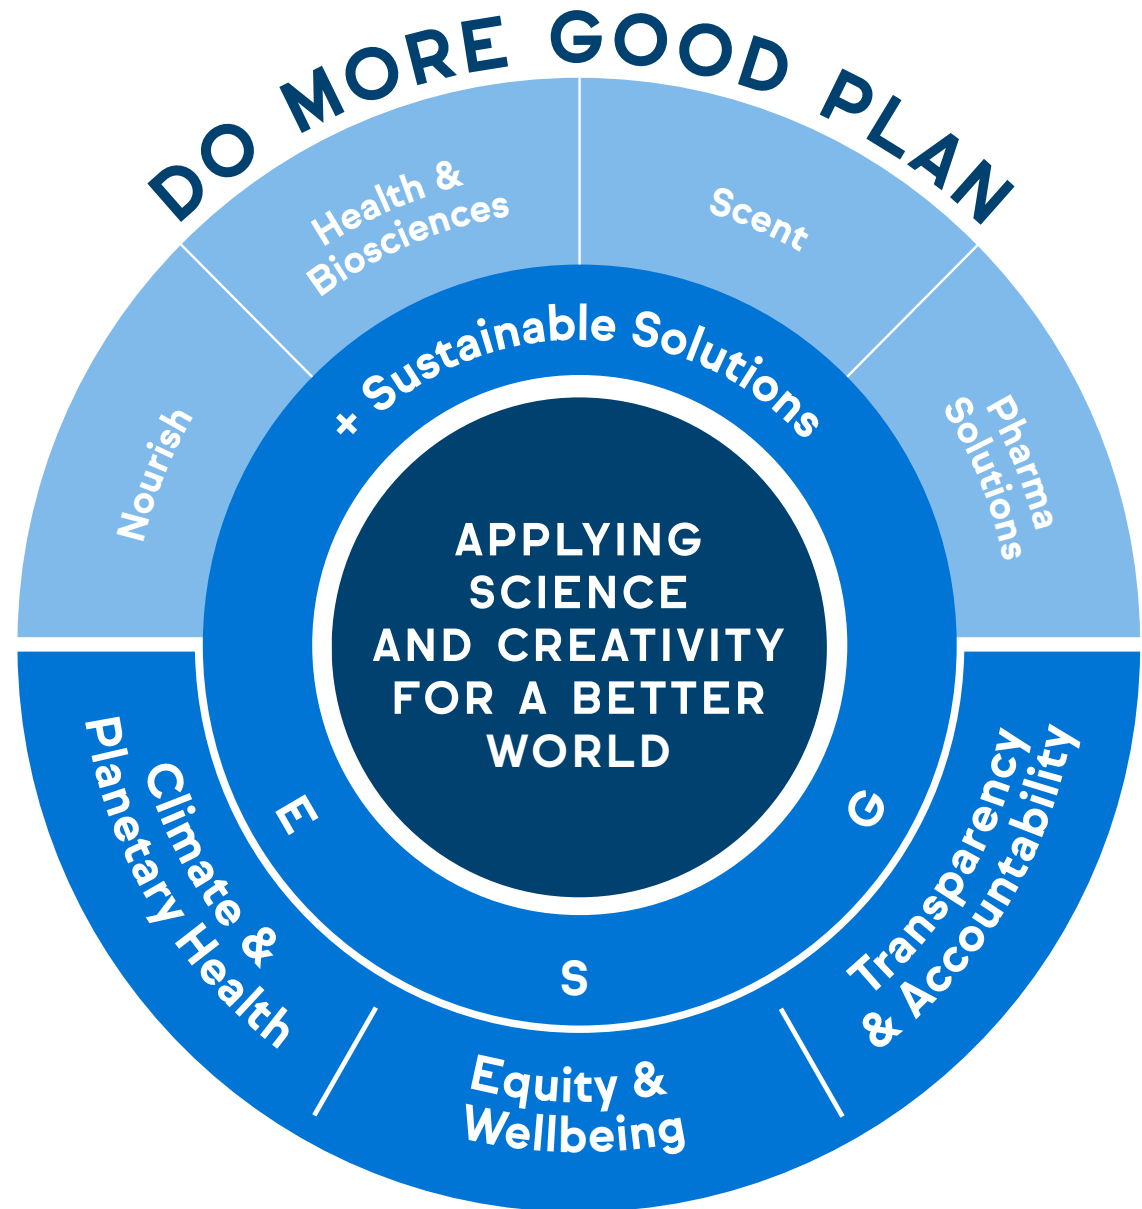 DO MORE GOOD PLAN
Nourish
Health &
Biosciences
Scent
Pharma
Solutions
+ Sustainable Solutions
APPLYING
SCIENCE
AND CREATIVITY
FOR A BETTER
WORLD
E
S
G
Climate &
Planetary Health
Equity &
Wellbeing
Transparency
& Accountability